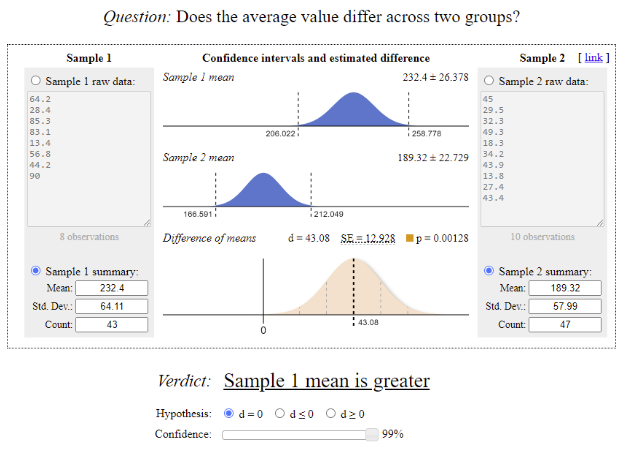 Question: Does the average value differ across two groups?
Sample 1
Confidence intervals and estimated difference
Sample 2 [ link ]
Sample 1 raw data:
64.2
28.4
85.3
83.1
13.4
56.8
44.2
90
8 observations
Sample 1 summary:
Mean: 232.4
Std. Dev.: 64.11
Count: 43
Sample 1 mean 232.4 ± 26.378
206.022 258.778
Sample 2 mean 189.32 ± 22.729
166.591 212.049
Difference of means d = 43.08 SE = 12.928 p = 0.00128
0 43.08
Sample 2 raw data:
45
29.5
32.3
49.3
18.3
34.2
43.9
13.8
27.4
43.4
10 observations
Sample 2 summary:
Mean: 189.32
Std. Dev.: 57.99
Count: 47
Verdict: Sample 1 mean is greater
Hypothesis: d = 0 d ≤ 0 d ≥ 0
Confidence: 99%